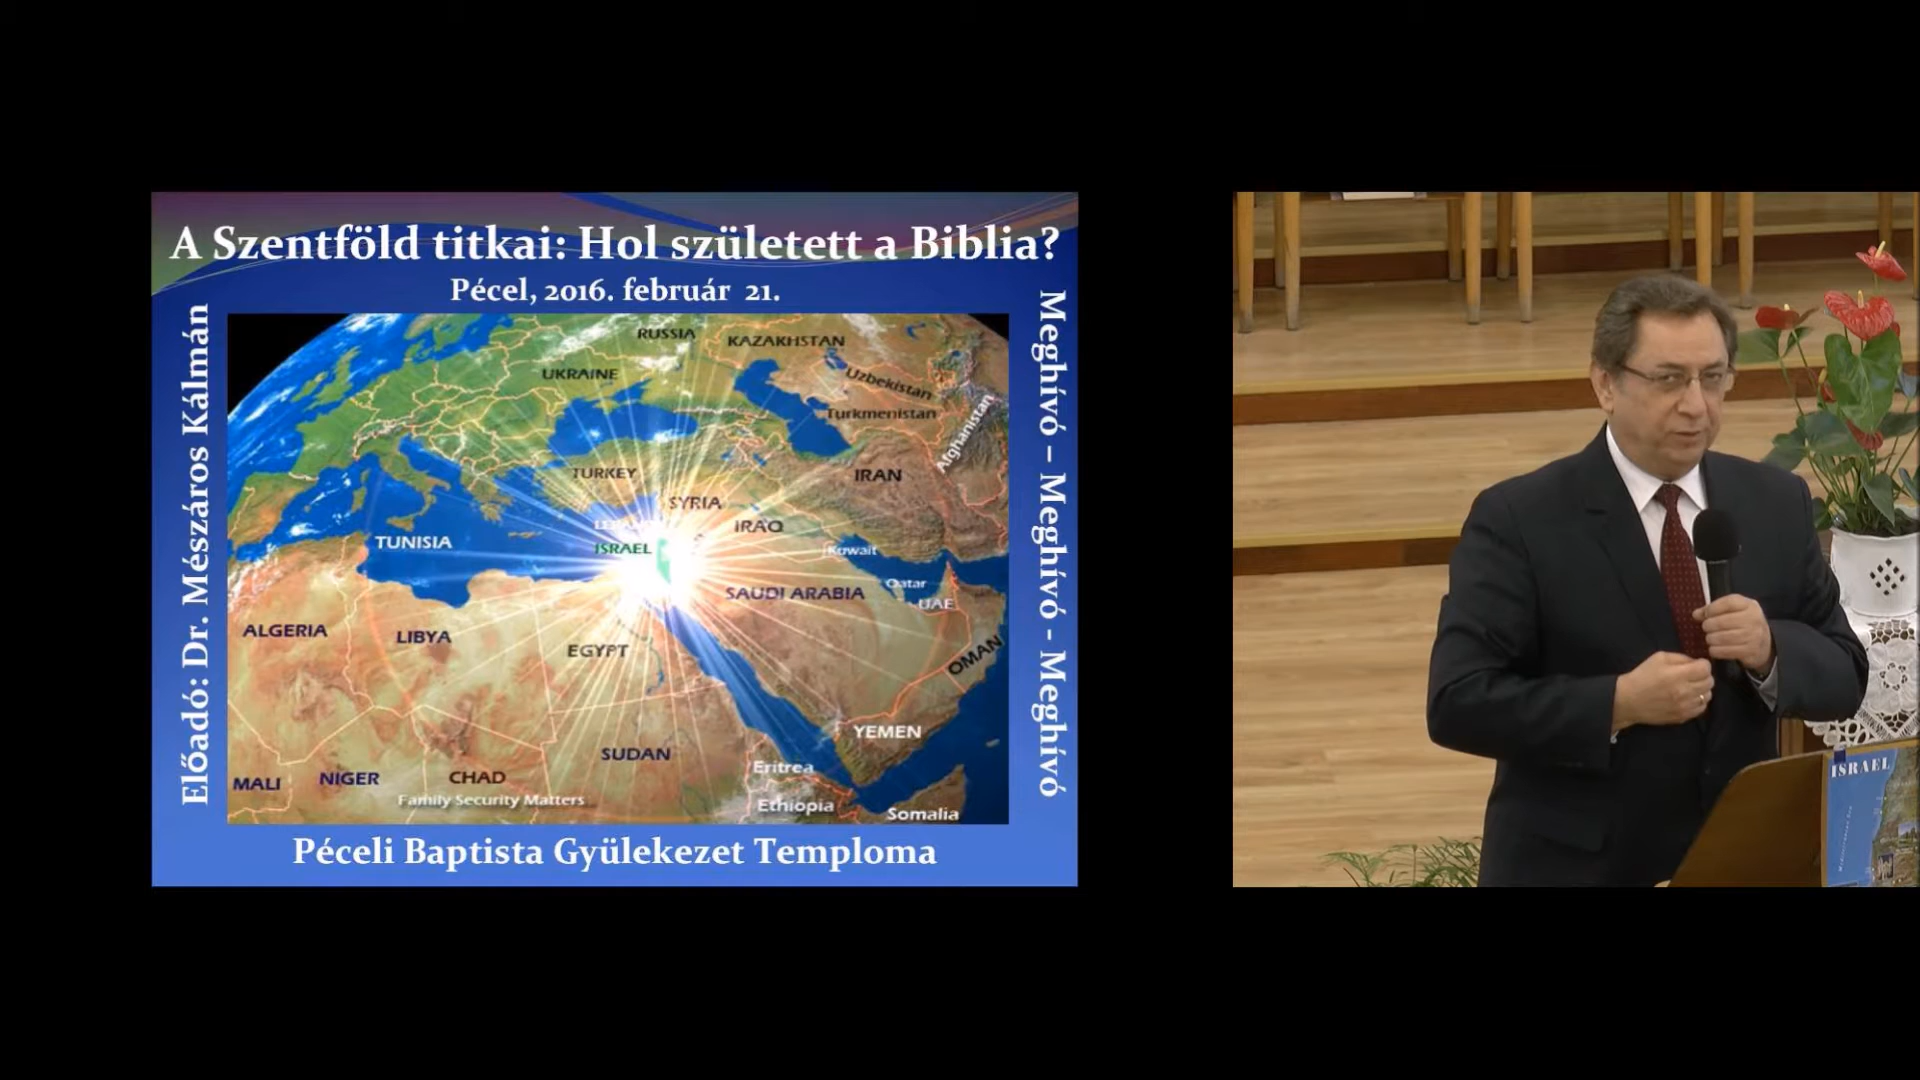 A Szentföld titkai: Hol született a Biblia?
Pécel, 2016. február 21.
Előadó: Dr. Mészáros Kálmán
Meghívó – Meghívó - Meghívó
RUSSIA
KAZAKHSTAN
UKRAINE
Uzbekistan
Turkmenistan
Afghanistan
TURKEY
IRAN
SYRIA
IRAQ
TUNISIA
ISRAEL
Kuwait
Qatar
UAE
SAUDI ARABIA
ALGERIA
LIBYA
EGYPT
OMAN
YEMEN
SUDAN
Eritrea
MALI
NIGER
CHAD
Family Security Matters
Ethiopia
Somalia
Péceli Baptista Gyülekezet Temploma
ISRAEL